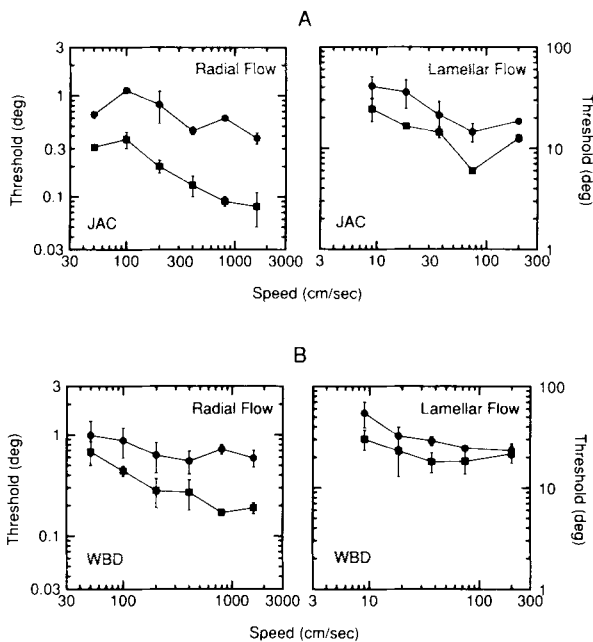 A
3
1
0.3
0.1
0.03
Threshold (deg)
Radial Flow
JAC
30 100 300 1000 3000
Lamellar Flow
JAC
3 10 30 100 300
100
10
1
Threshold (deg)
Speed (cm/sec)
B
3
1
0.3
0.1
0.03
Threshold (deg)
Radial Flow
WBD
30 100 300 1000 3000
Lamellar Flow
WBD
3 10 30 100 300
100
10
1
Threshold (deg)
Speed (cm/sec)